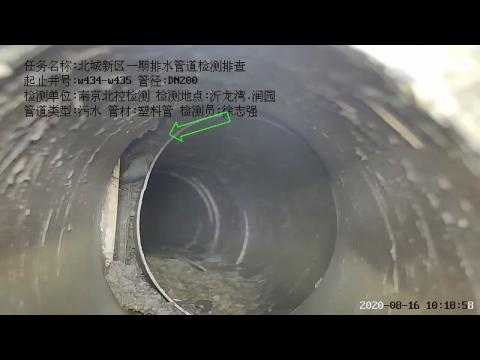 任务名称:北城新区一期排水管道检测排查
起止井号:w434-w435 管径:DN200
检测单位:南京北控检测 检测地点:沂龙湾.润园
管道类型:污水 管材:塑料管 检测员:徐志强
2020-08-16 10:18:58